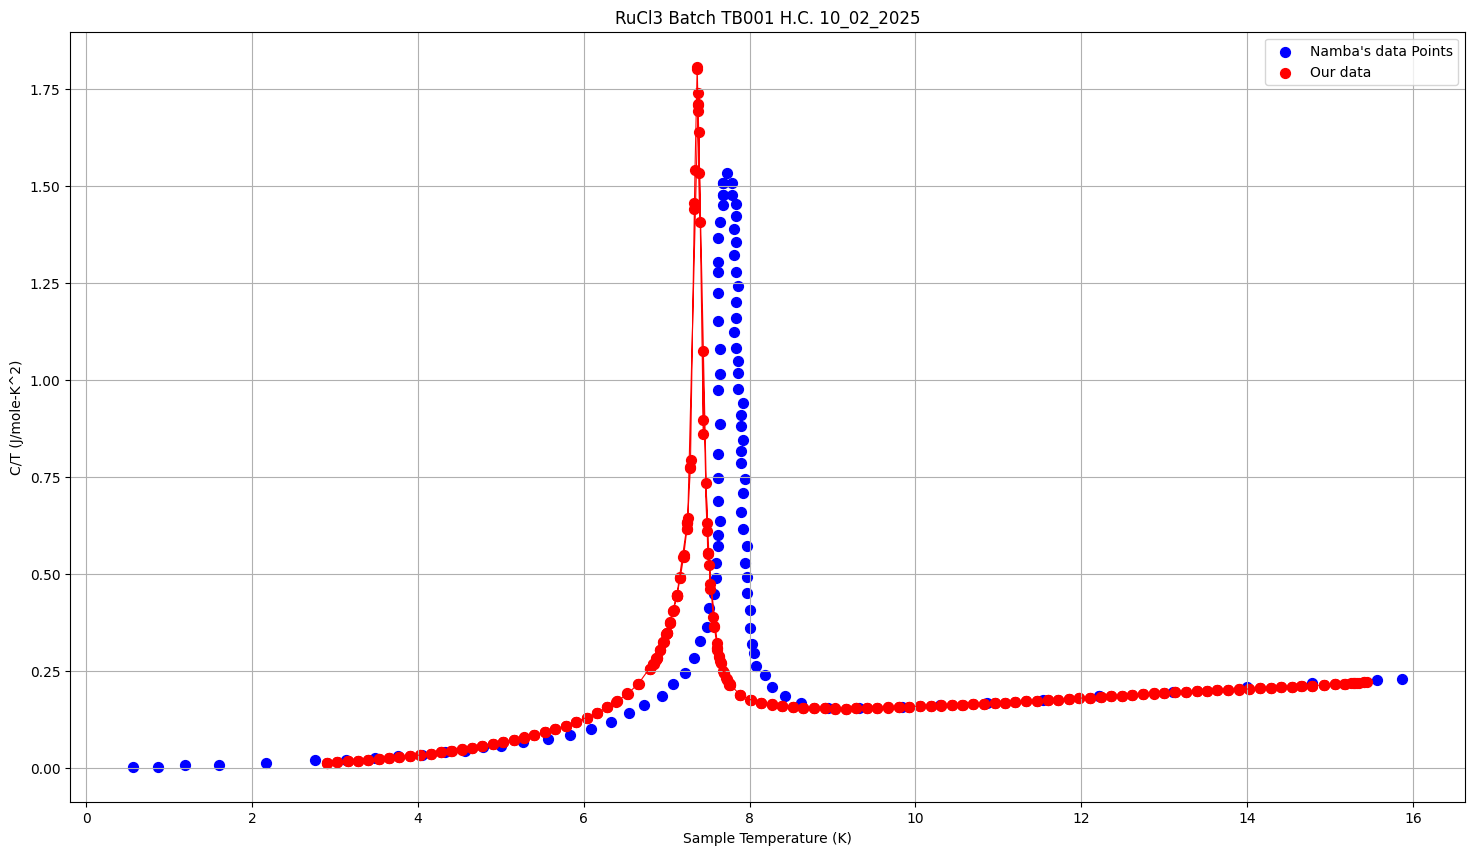 RuCl3 Batch TB001 H.C. 10_02_2025
Namba's data Points
Our data
C/T (J/mole-K^2)
1.75
1.50
1.25
1.00
0.75
0.50
0.25
0.00
0 2 4 6 8 10 12 14 16
Sample Temperature (K)